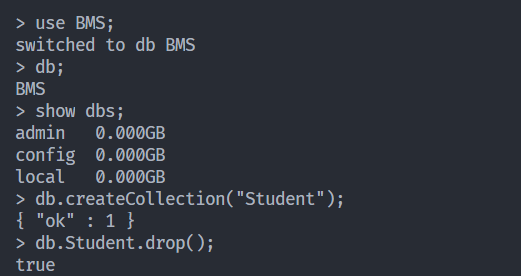 > use BMS;
switched to db BMS
> db;
BMS
> show dbs;
admin   0.000GB
config  0.000GB
local   0.000GB
> db.createCollection("Student");
{ "ok" : 1 }
> db.Student.drop();
true